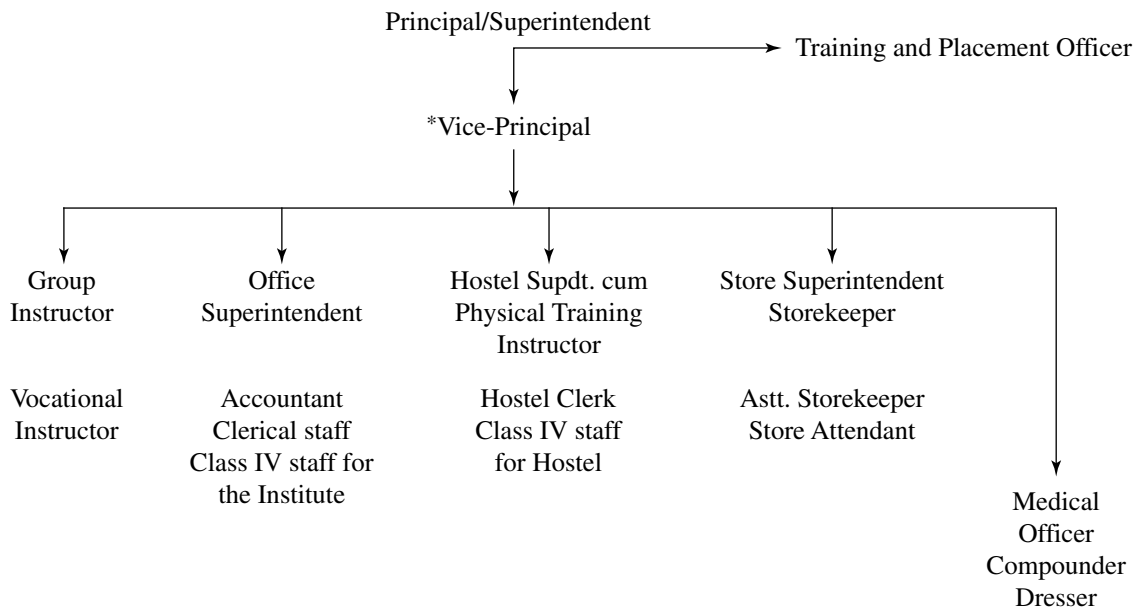 Principal/Superintendent
Training and Placement Officer
*Vice-Principal
Group
Instructor
Office
Superintendent
Hostel Supdt. cum
Physical Training
Instructor
Store Superintendent
Storekeeper
Vocational
Instructor
Accountant
Clerical staff
Class IV staff for
the Institute
Hostel Clerk
Class IV staff
for Hostel
Astt. Storekeeper
Store Attendant
Medical
Officer
Compounder
Dresser